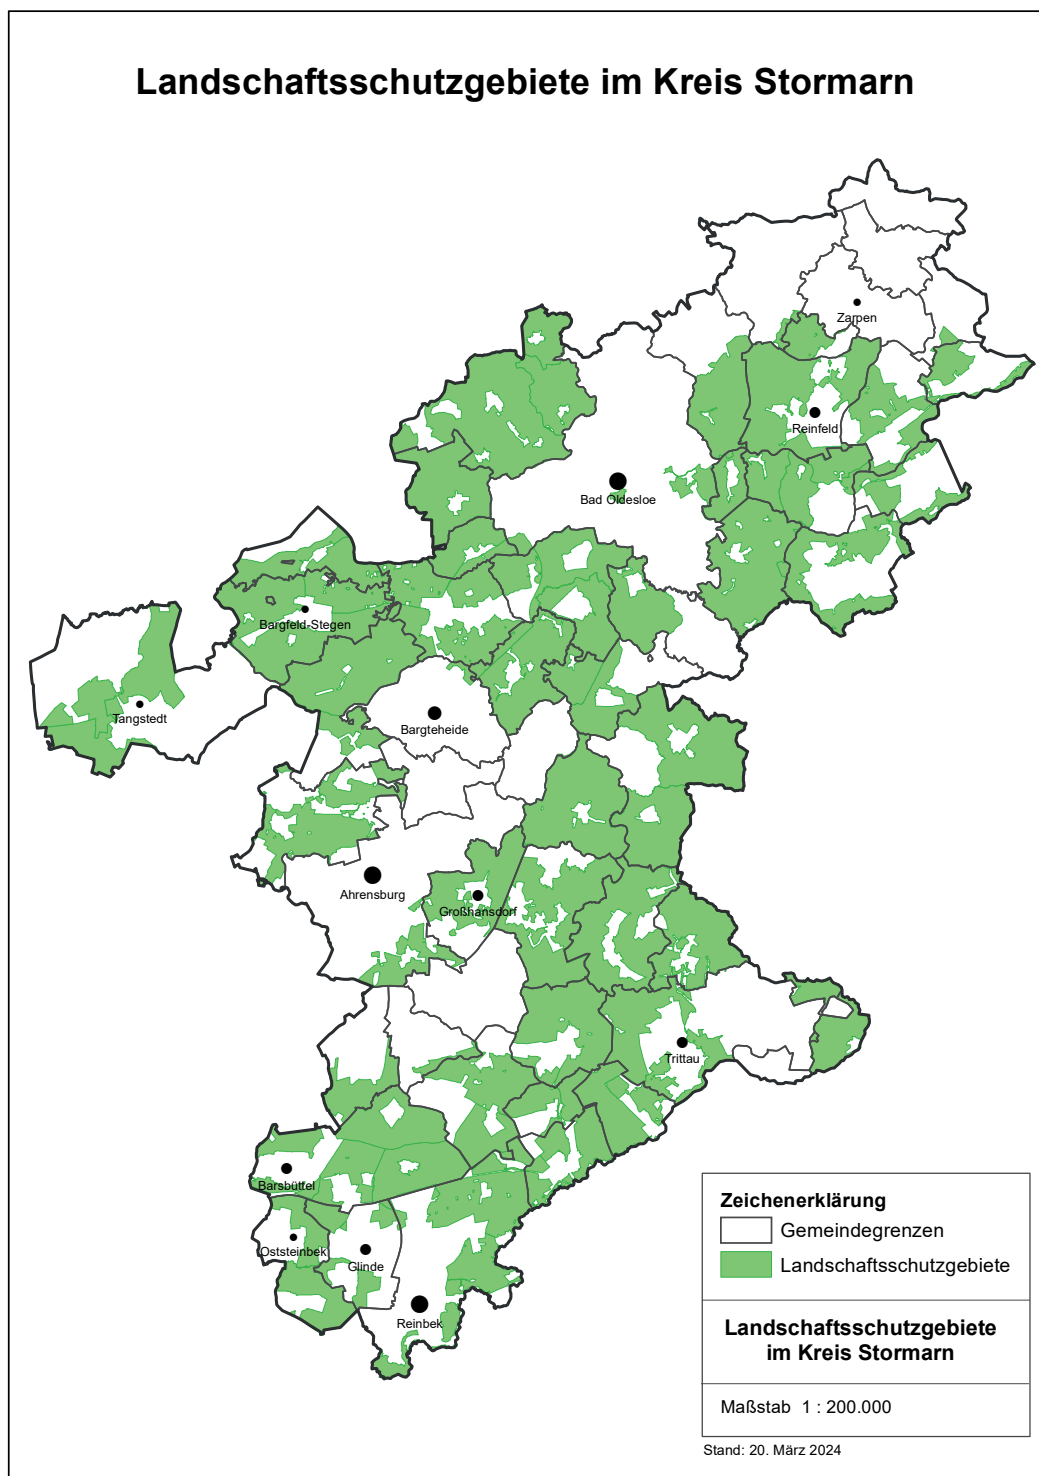 Landschaftsschutzgebiete im Kreis Stormarn
Zarpen
Reinfeld
Bad Oldesloe
Bargfeld-Stegen
Tangstedt
Bargteheide
Ahrensburg
Großhansdorf
Trittau
Barsbüttel
Oststeinbek
Glinde
Reinbek
Zeichenerklärung
Gemeindegrenzen
Landschaftsschutzgebiete
Landschaftsschutzgebiete
im Kreis Stormarn
Maßstab 1 : 200.000
Stand: 20. März 2024